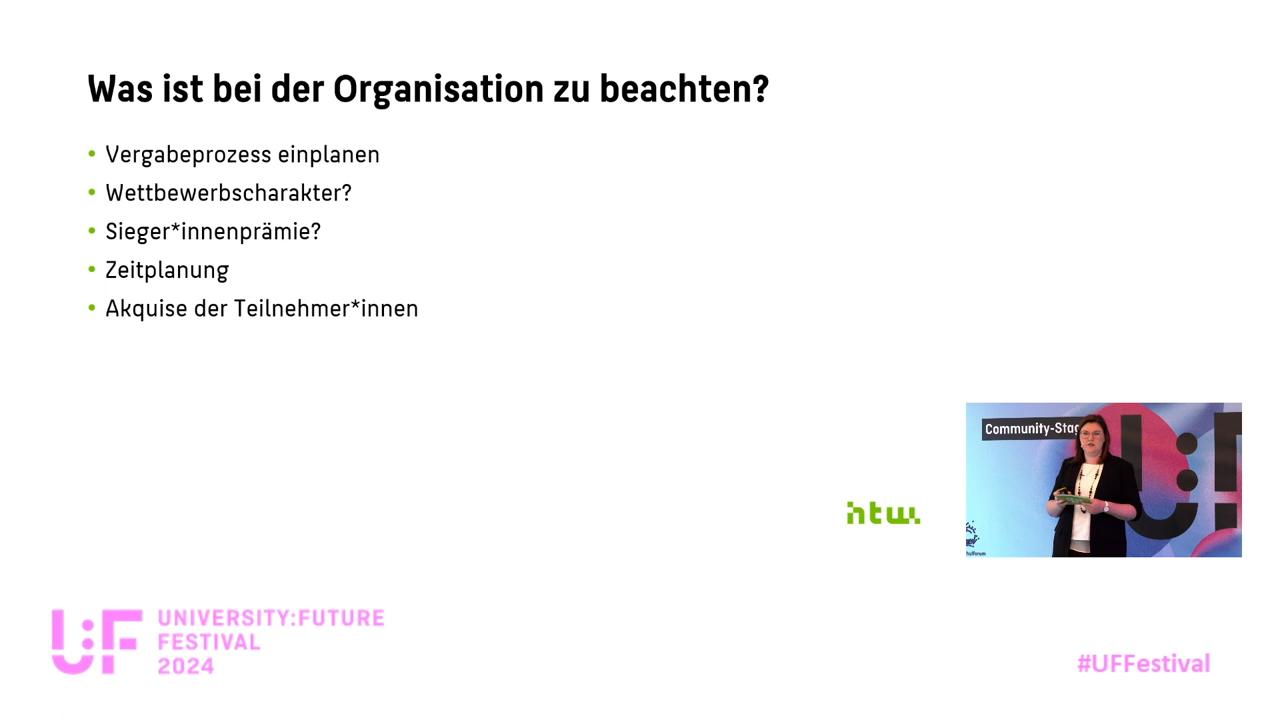 Was ist bei der Organisation zu beachten?
• Vergabeprozess einplanen
• Wettbewerbscharakter?
• Sieger*innenprämie?
• Zeitplanung
• Akquise der Teilnehmer*innen
Community-Stag
U:F
htw.
U:F
UNIVERSITY:FUTURE
FESTIVAL
2024
#UFFestival